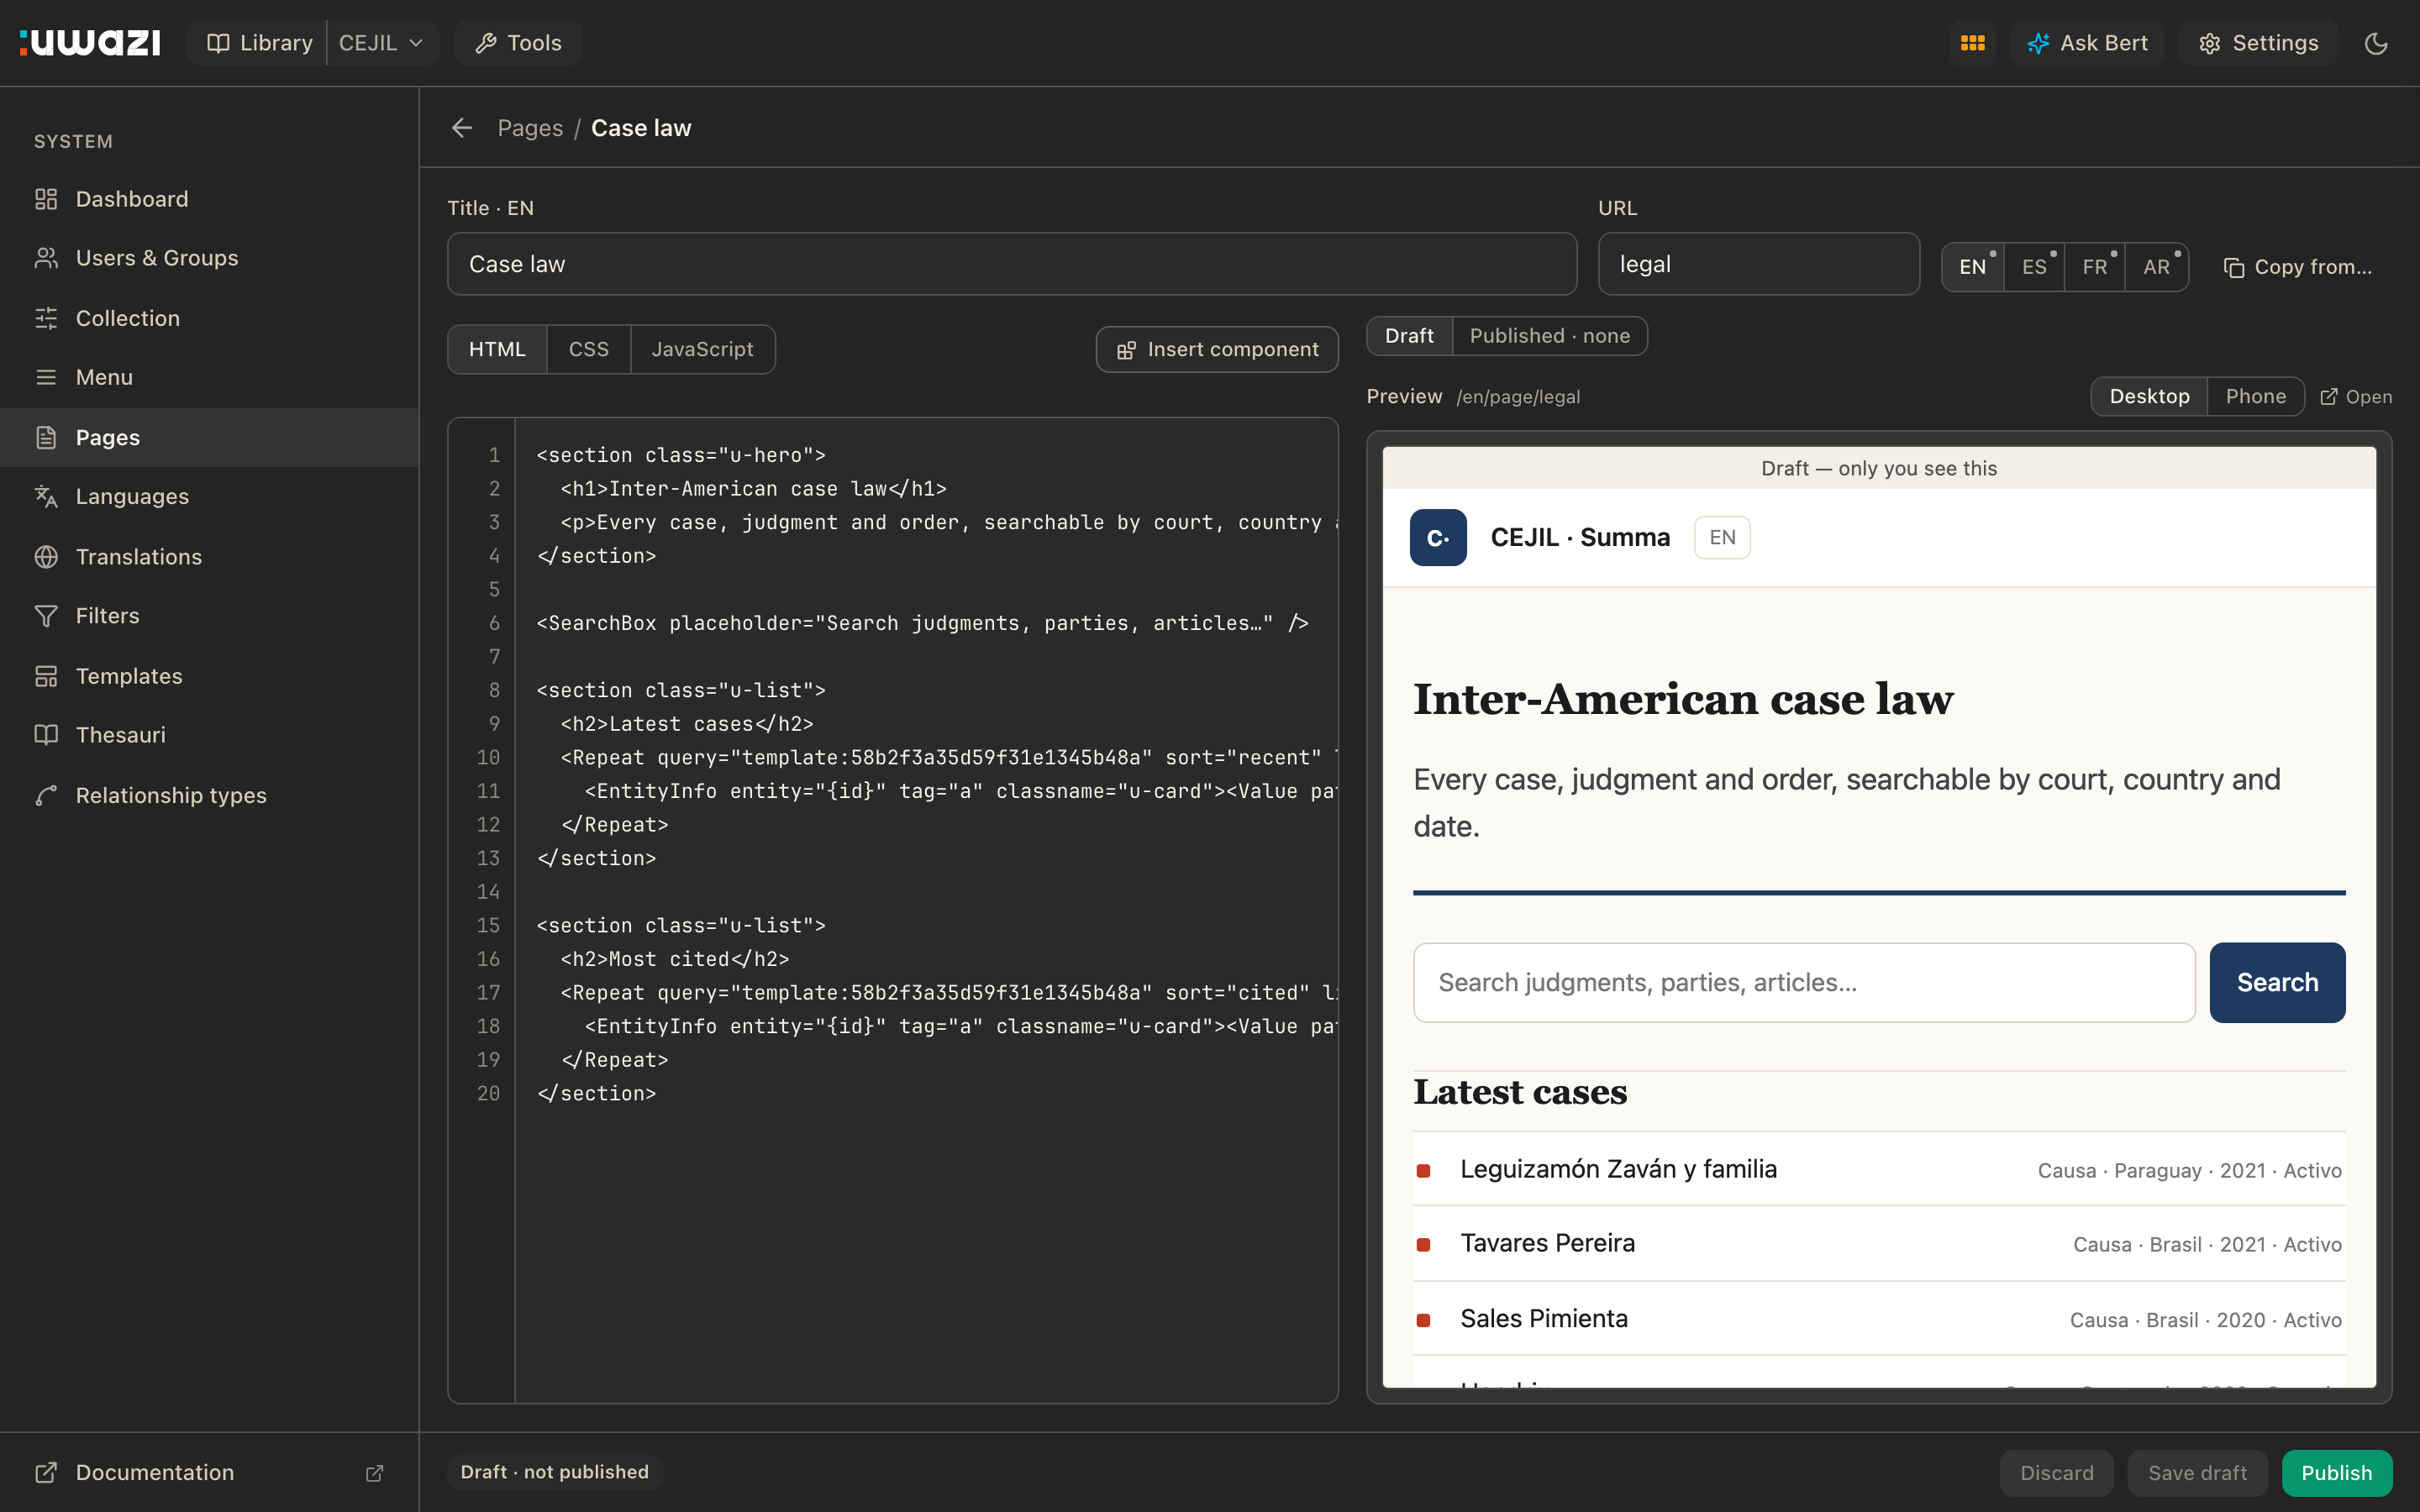 :uwazi
Library
CEJIL
Tools
Ask Bert
Settings
SYSTEM
Dashboard
Users & Groups
Collection
Menu
Pages
Languages
Translations
Filters
Templates
Thesauri
Relationship types
Documentation
Pages / Case law
Title · EN
Case law
URL
legal
EN
ES
FR
AR
Copy from...
HTML
CSS
JavaScript
Insert component
1 <section class="u-hero">
2 <h1>Inter-American case law</h1>
3 <p>Every case, judgment and order, searchable by court, country
4 </section>
5
6 <SearchBox placeholder="Search judgments, parties, articles…" />
7
8 <section class="u-list">
9 <h2>Latest cases</h2>
10 <Repeat query="template:58b2f3a35d59f31e1345b48a" sort="recent"
11 <EntityInfo entity="{id}" tag="a" classname="u-card"><Value
12 </Repeat>
13 </section>
14
15 <section class="u-list">
16 <h2>Most cited</h2>
17 <Repeat query="template:58b2f3a35d59f31e1345b48a" sort="cited"
18 <EntityInfo entity="{id}" tag="a" classname="u-card"><Value
19 </Repeat>
20 </section>
Draft
Published · none
Preview /en/page/legal
Desktop
Phone
Open
Draft — only you see this
C·
CEJIL · Summa
EN
Inter-American case law
Every case, judgment and order, searchable by court, country and
date.
Search judgments, parties, articles…
Search
Latest cases
Leguizamón Zaván y familia
Causa · Paraguay · 2021 · Activo
Tavares Pereira
Causa · Brasil · 2021 · Activo
Sales Pimienta
Causa · Brasil · 2020 · Activo
Draft · not published
Discard
Save draft
Publish